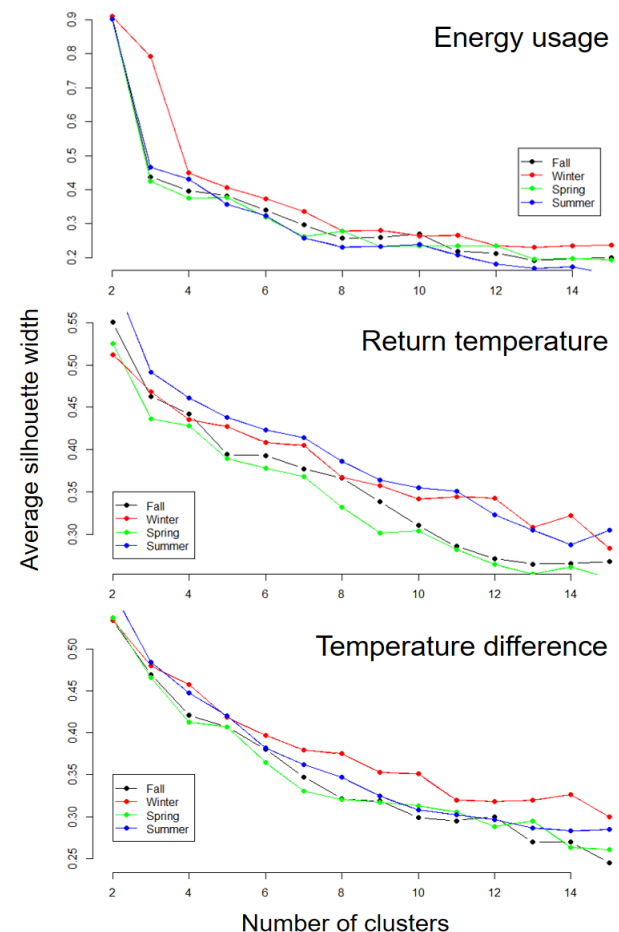 Energy usage
0.9
0.8
0.7
0.6
0.5
0.4
0.3
0.2
Fall
Winter
Spring
Summer
2 4 6 8 10 12 14
Return temperature
0.55
0.50
0.45
0.40
0.35
0.30
Fall
Winter
Spring
Summer
2 4 6 8 10 12 14
Average silhouette width
Temperature difference
0.50
0.45
0.40
0.35
0.30
0.25
Fall
Winter
Spring
Summer
2 4 6 8 10 12 14
Number of clusters